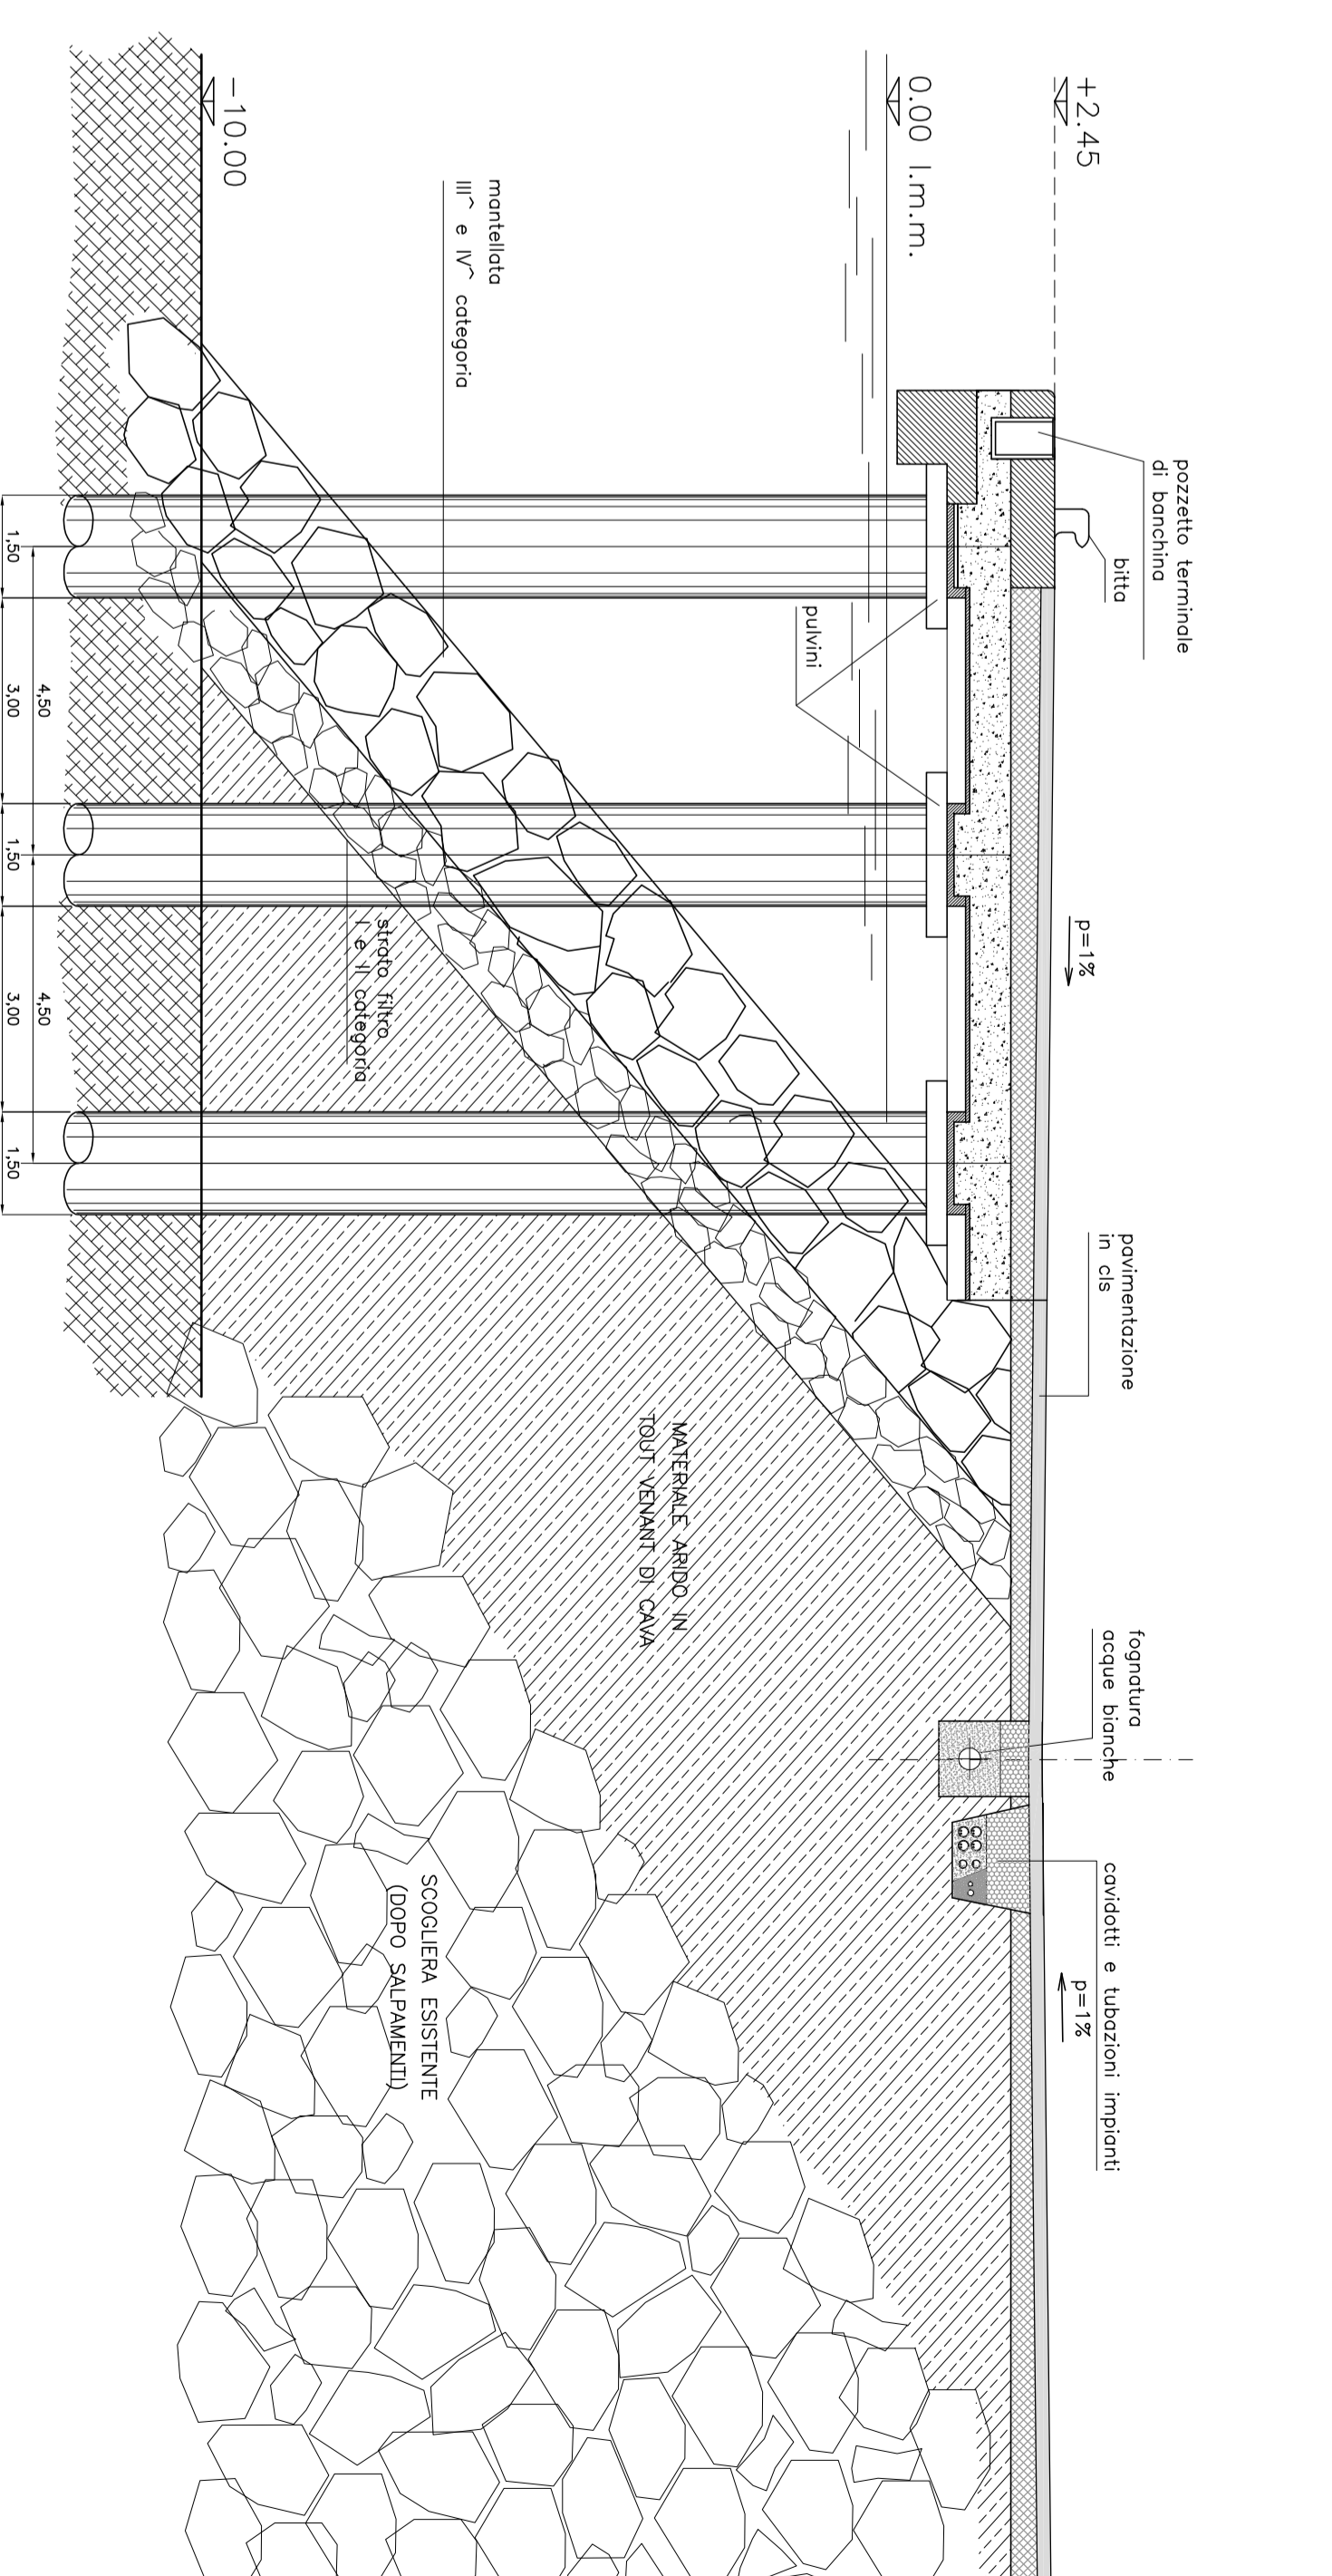 +2.45
0.00 l.m.m.
-10.00
pozzetto terminale
di banchina
bitta
pulvini
mantellata
III^ e IV^ categoria
strato filtro
I e II categoria
p=1%
pavimentazione
in cls
fognatura
acque bianche
cavidotti e tubazioni impianti
p=1%
MATERIALE ARIDO IN
TOUT VENANT DI CAVA
SCOGLIERA ESISTENTE
(DOPO SALPAMENTI)
4,50
4,50
1,50
3,00
1,50
3,00
1,50